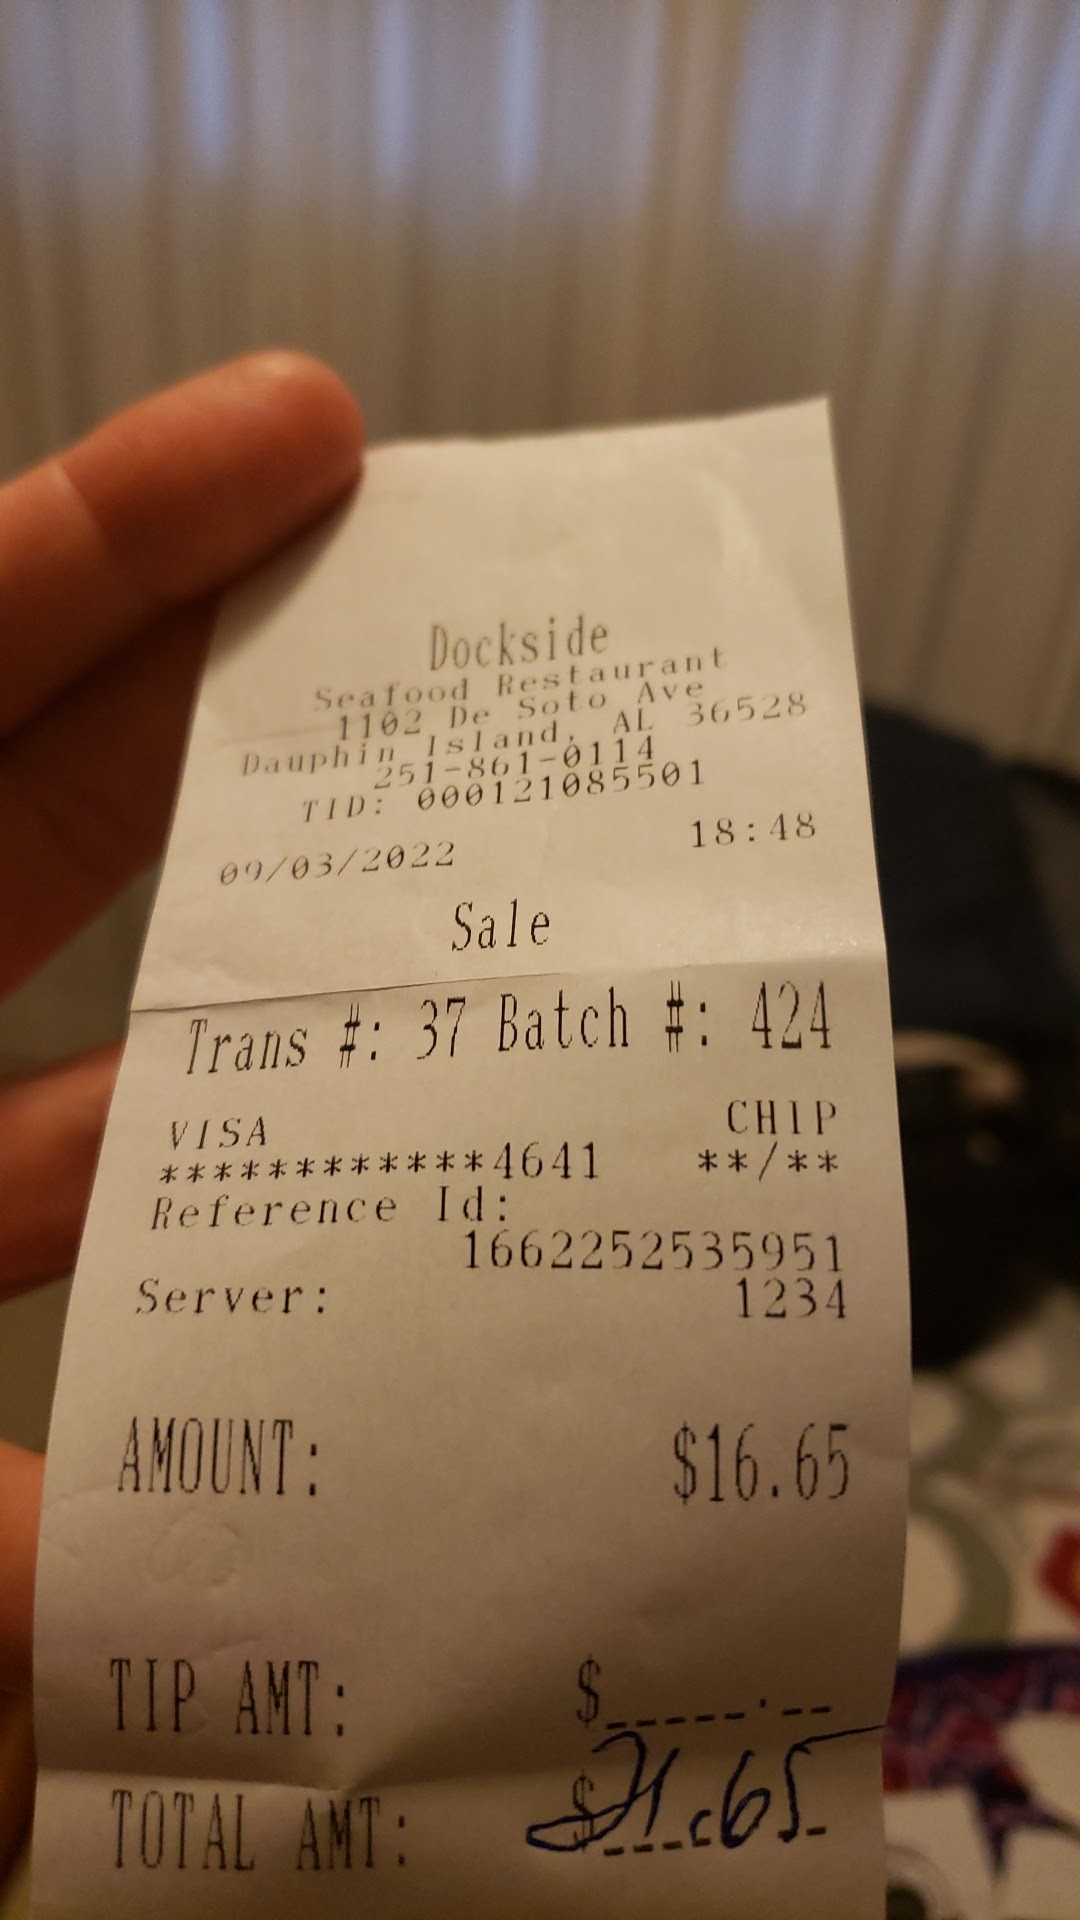 Dockside
Seafood Restaurant
1102 De Soto Ave
Dauphin Island, AL 36528
251-861-0114
TID: 000121085501
09/03/2022 18:48
Sale
Trans #: 37 Batch #: 424
VISA CHIP
************4641 **/**
Reference Id:
1662252535951
Server: 1234
AMOUNT: $16.65
TIP AMT: $_____.__
TOTAL AMT: $21.65